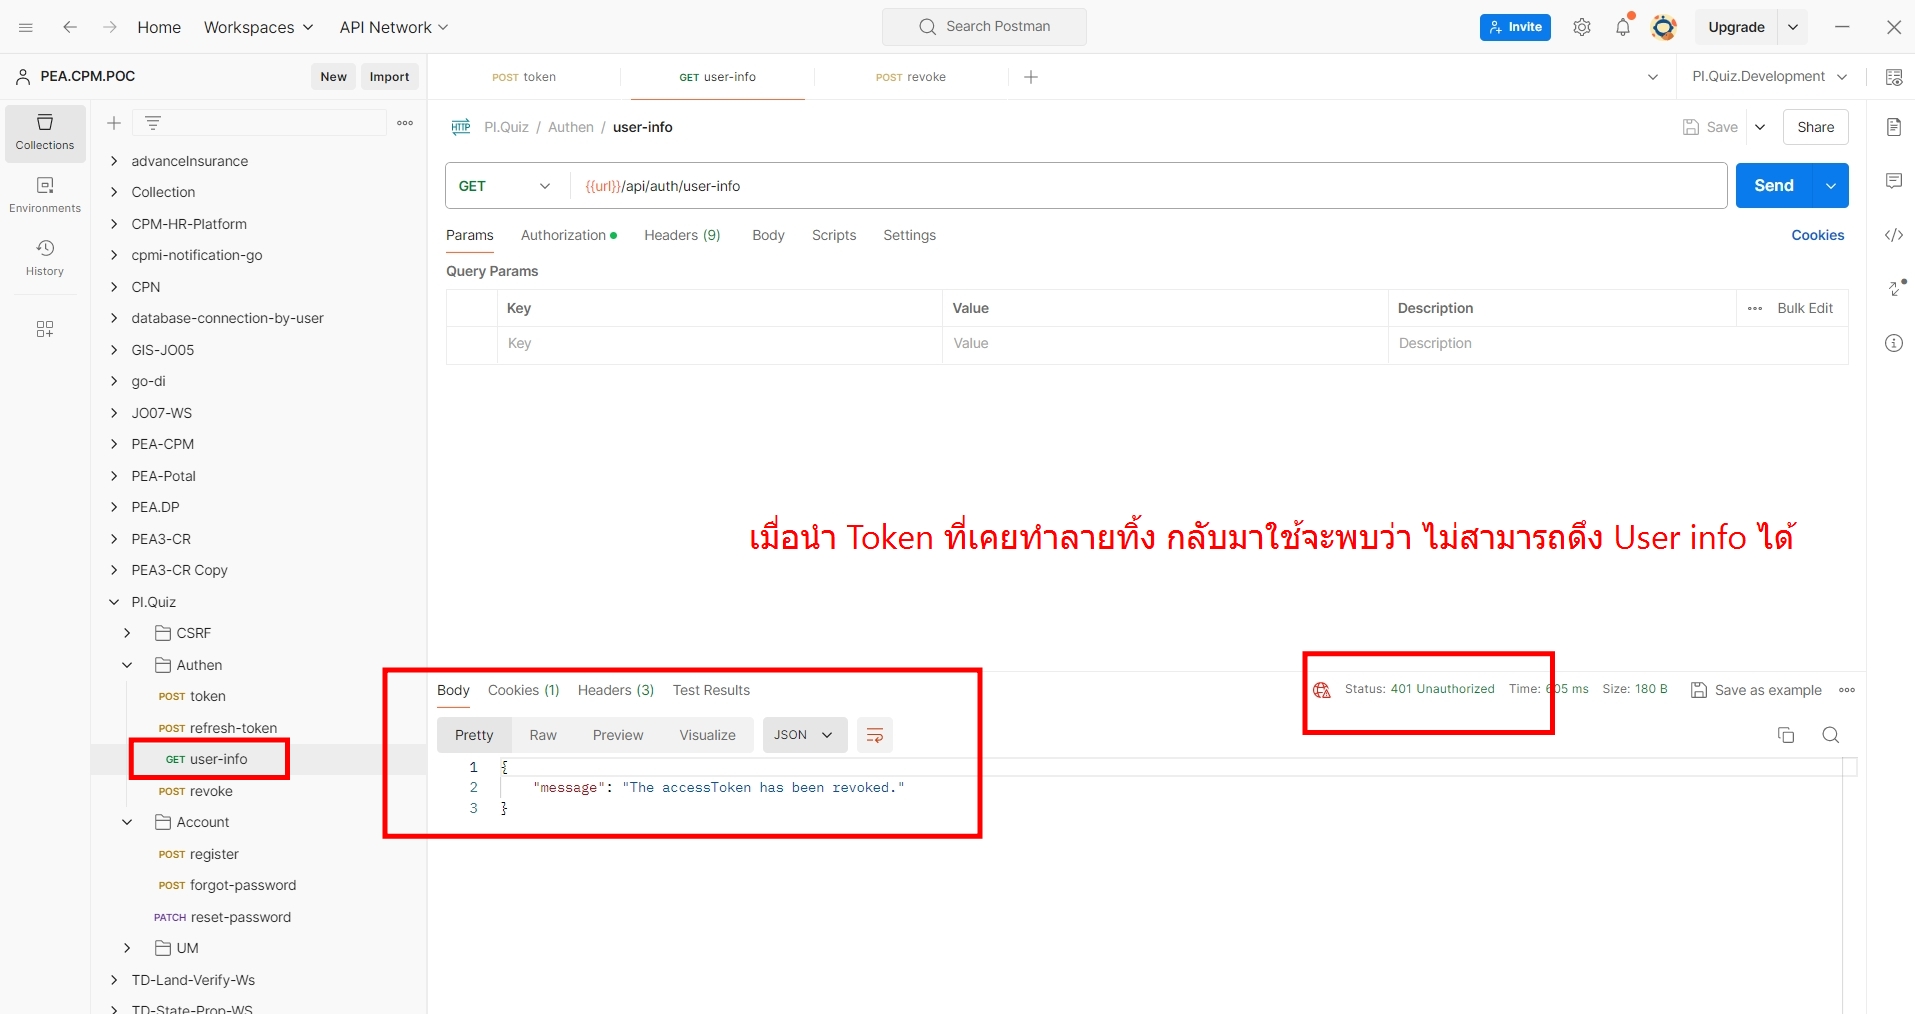 Home Workspaces API Network Search Postman Invite Upgrade
PEA.CPM.POC New Import
POST token GET user-info POST revoke PI.Quiz.Development
Collections
Environments
History
advanceInsurance
Collection
CPM-HR-Platform
cpmi-notification-go
CPN
database-connection-by-user
GIS-JO05
go-di
JO07-WS
PEA-CPM
PEA-Potal
PEA.DP
PEA3-CR
PEA3-CR Copy
PI.Quiz
CSRF
Authen
POST token
POST refresh-token
GET user-info
POST revoke
Account
POST register
POST forgot-password
PATCH reset-password
UM
TD-Land-Verify-Ws
TD-State-Prop-WS
HTTP PI.Quiz / Authen / user-info Save Share
GET {{url}}/api/auth/user-info Send
Params Authorization Headers (9) Body Scripts Settings Cookies
Query Params
Key Value Description Bulk Edit
Key Value Description
เมื่อนำ Token ที่เคยทำลายทิ้ง กลับมาใช้จะพบว่า ไม่สามารถดึง User info ได้
Body Cookies (1) Headers (3) Test Results Status: 401 Unauthorized Time: 605 ms Size: 180 B Save as example
Pretty Raw Preview Visualize JSON
1 {
2 "message": "The accessToken has been revoked."
3 }